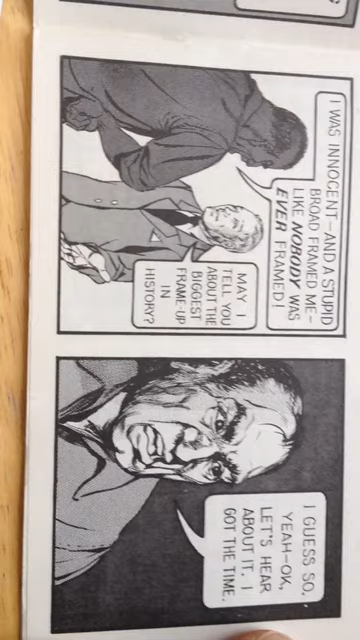 I WAS INNOCENT—AND A STUPID
BROAD FRAMED ME—
LIKE NOBODY WAS
EVER FRAMED!
MAY I
TELL YOU
ABOUT THE
BIGGEST
FRAME-UP
IN
HISTORY?
I GUESS SO.
YEAH—OK,
LET'S HEAR
ABOUT IT. I
GOT THE TIME.